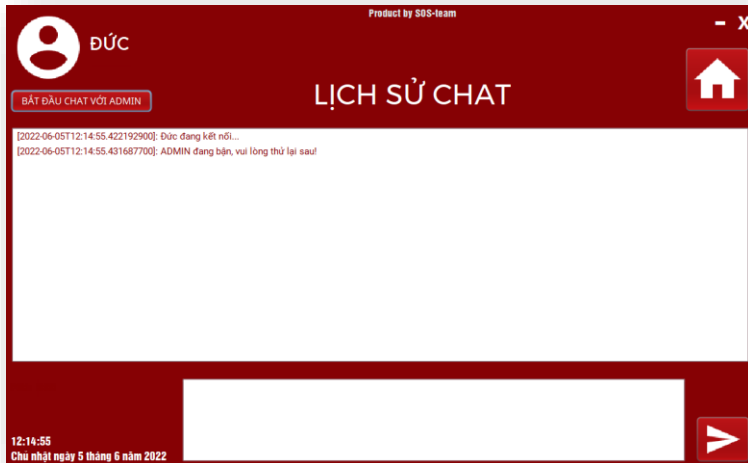 Product by SOS-team
– X
ĐỨC
BẮT ĐẦU CHAT VỚI ADMIN
LỊCH SỬ CHAT
[2022-06-05T12:14:55.422192900]: Đức đang kết nối...
[2022-06-05T12:14:55.431687700]: ADMIN đang bận, vui lòng thử lại sau!
12:14:55
Chủ nhật ngày 5 tháng 6 năm 2022